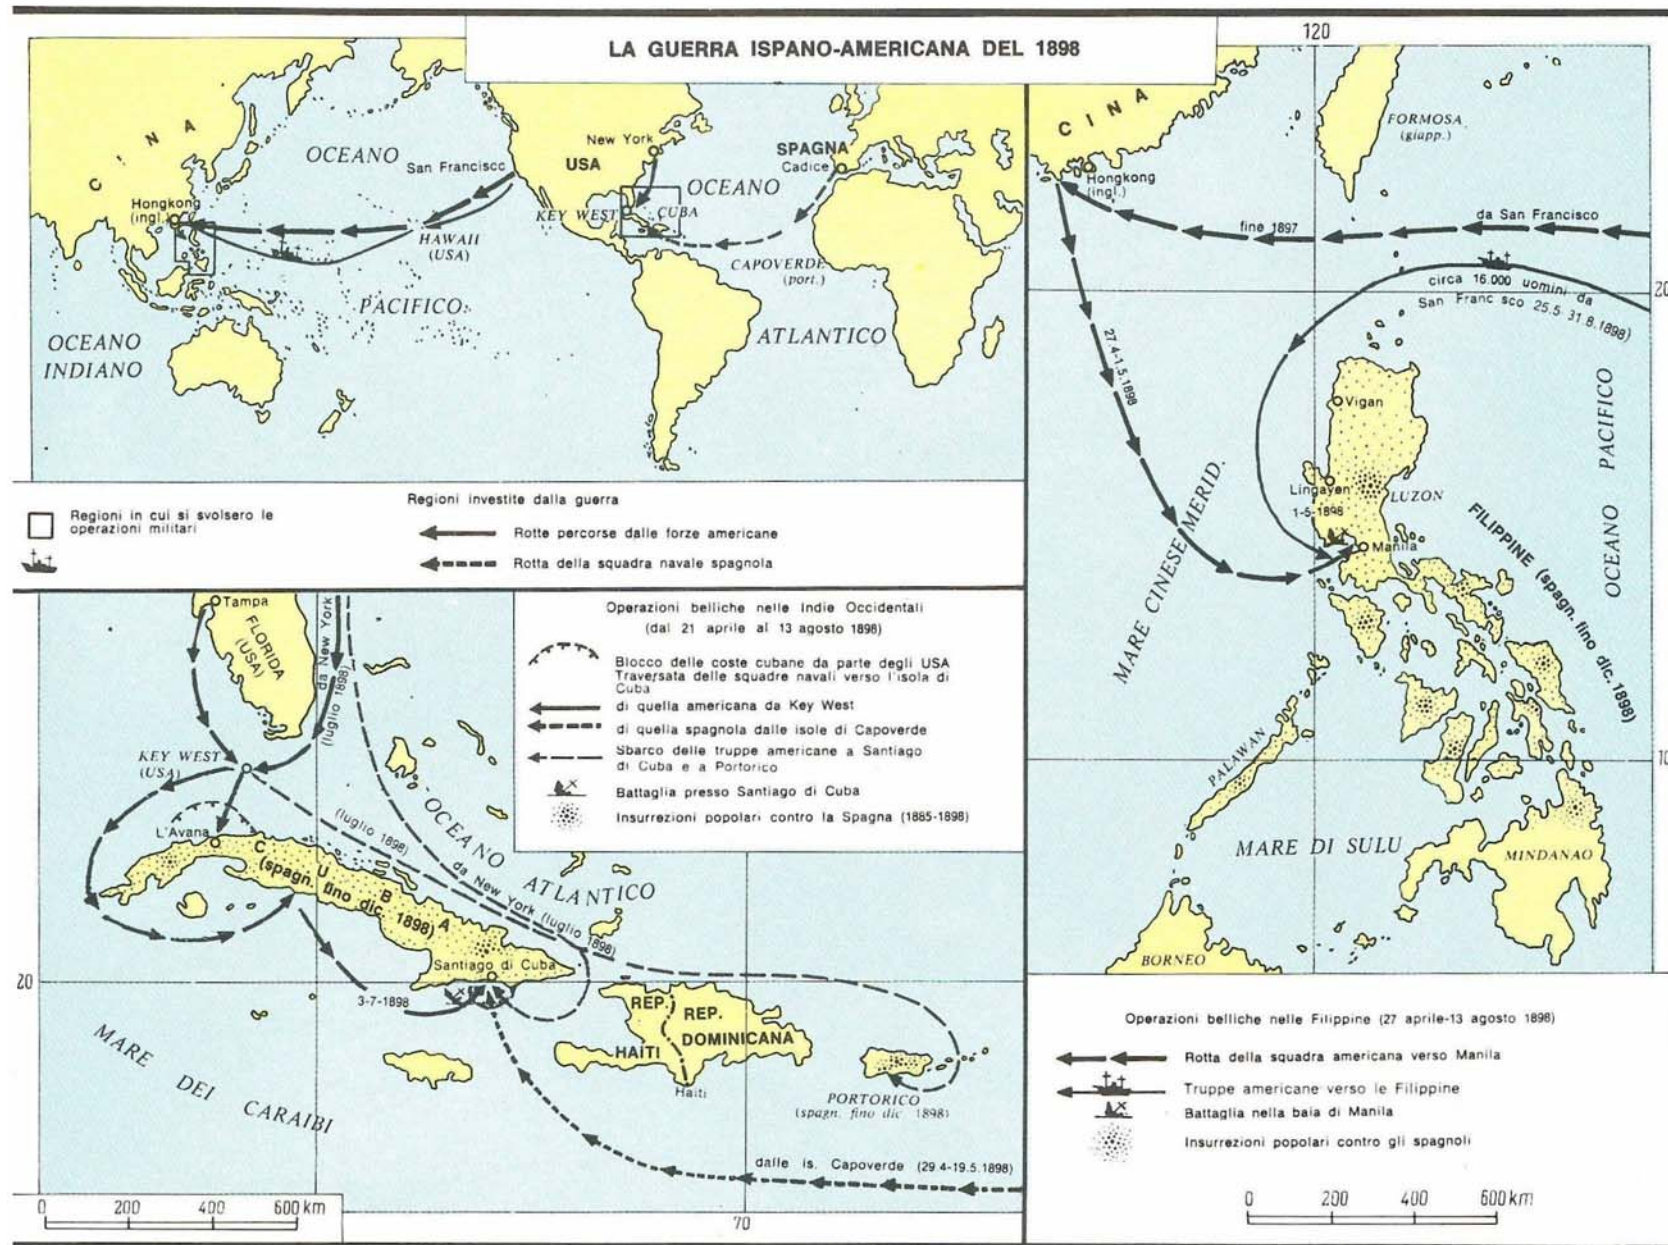 LA GUERRA ISPANO-AMERICANA DEL 1898
CINA
OCEANO
PACIFICO
San Francisco
Hongkong
(ingl.)
HAWAII
(USA)
OCEANO
INDIANO
USA
New York
KEY WEST
CUBA
OCEANO
ATLANTICO
SPAGNA
Cadice
CAPOVERDE
(port.)
Regioni in cui si svolsero le
operazioni militari
Regioni investite dalla guerra
Rotte percorse dalle forze americane
Rotta della squadra navale spagnola
Tampa
FLORIDA
(USA)
da New York
(luglio 1898)
KEY WEST
(USA)
L'Avana
CUBA
(spagn. fino dic. 1898)
(luglio 1898)
da New York (luglio 1898)
OCEANO
ATLANTICO
Santiago di Cuba
3-7-1898
20
REP.
HAITI
REP.
DOMINICANA
Haiti
PORTORICO
(spagn. fino dic. 1898)
MARE
DEI
CARAIBI
dalle is. Capoverde (29.4-19.5.1898)
0 200 400 600 km
70
Operazioni belliche nelle Indie Occidentali
(dal 21 aprile al 13 agosto 1898)
Blocco delle coste cubane da parte degli USA
Traversata delle squadre navali verso l'isola di
Cuba
di quella americana da Key West
di quella spagnola dalle isole di Capoverde
Sbarco delle truppe americane a Santiago
di Cuba e a Portorico
Battaglia presso Santiago di Cuba
Insurrezioni popolari contro la Spagna (1885-1898)
120
CINA
Hongkong
(ingl.)
FORMOSA
(giapp.)
fino 1897
da San Francisco
circa 16.000 uomini da
San Franc sco 25.5 31.8.1898)
20
27.4-1.5.1898
Vigan
Lingayen
1-5-1898
LUZON
Manila
MARE CINESE MERID.
FILIPPINE (spagn. fino dic. 1898)
OCEANO PACIFICO
10
PALAWAN
MARE DI SULU
MINDANAO
BORNEO
Operazioni belliche nelle Filippine (27 aprile-13 agosto 1898)
Rotta della squadra americana verso Manila
Truppe americane verso le Filippine
Battaglia nella baia di Manila
Insurrezioni popolari contro gli spagnoli
0 200 400 600 km